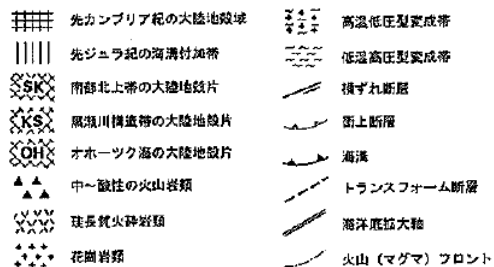 先カンブリア紀の大陸地殻域
先ジュラ紀の海溝付加帯
SK 南部北上帯の大陸地殻片
KS 黒瀬川構造帯の大陸地殻片
OH オホーツク海の大陸地殻片
中～酸性の火山岩類
珪長質火砕岩類
花崗岩類
高温低圧型変成帯
低温高圧型変成帯
横ずれ断層
衝上断層
海溝
トランスフォーム断層
海洋底拡大軸
火山（マグマ）フロント